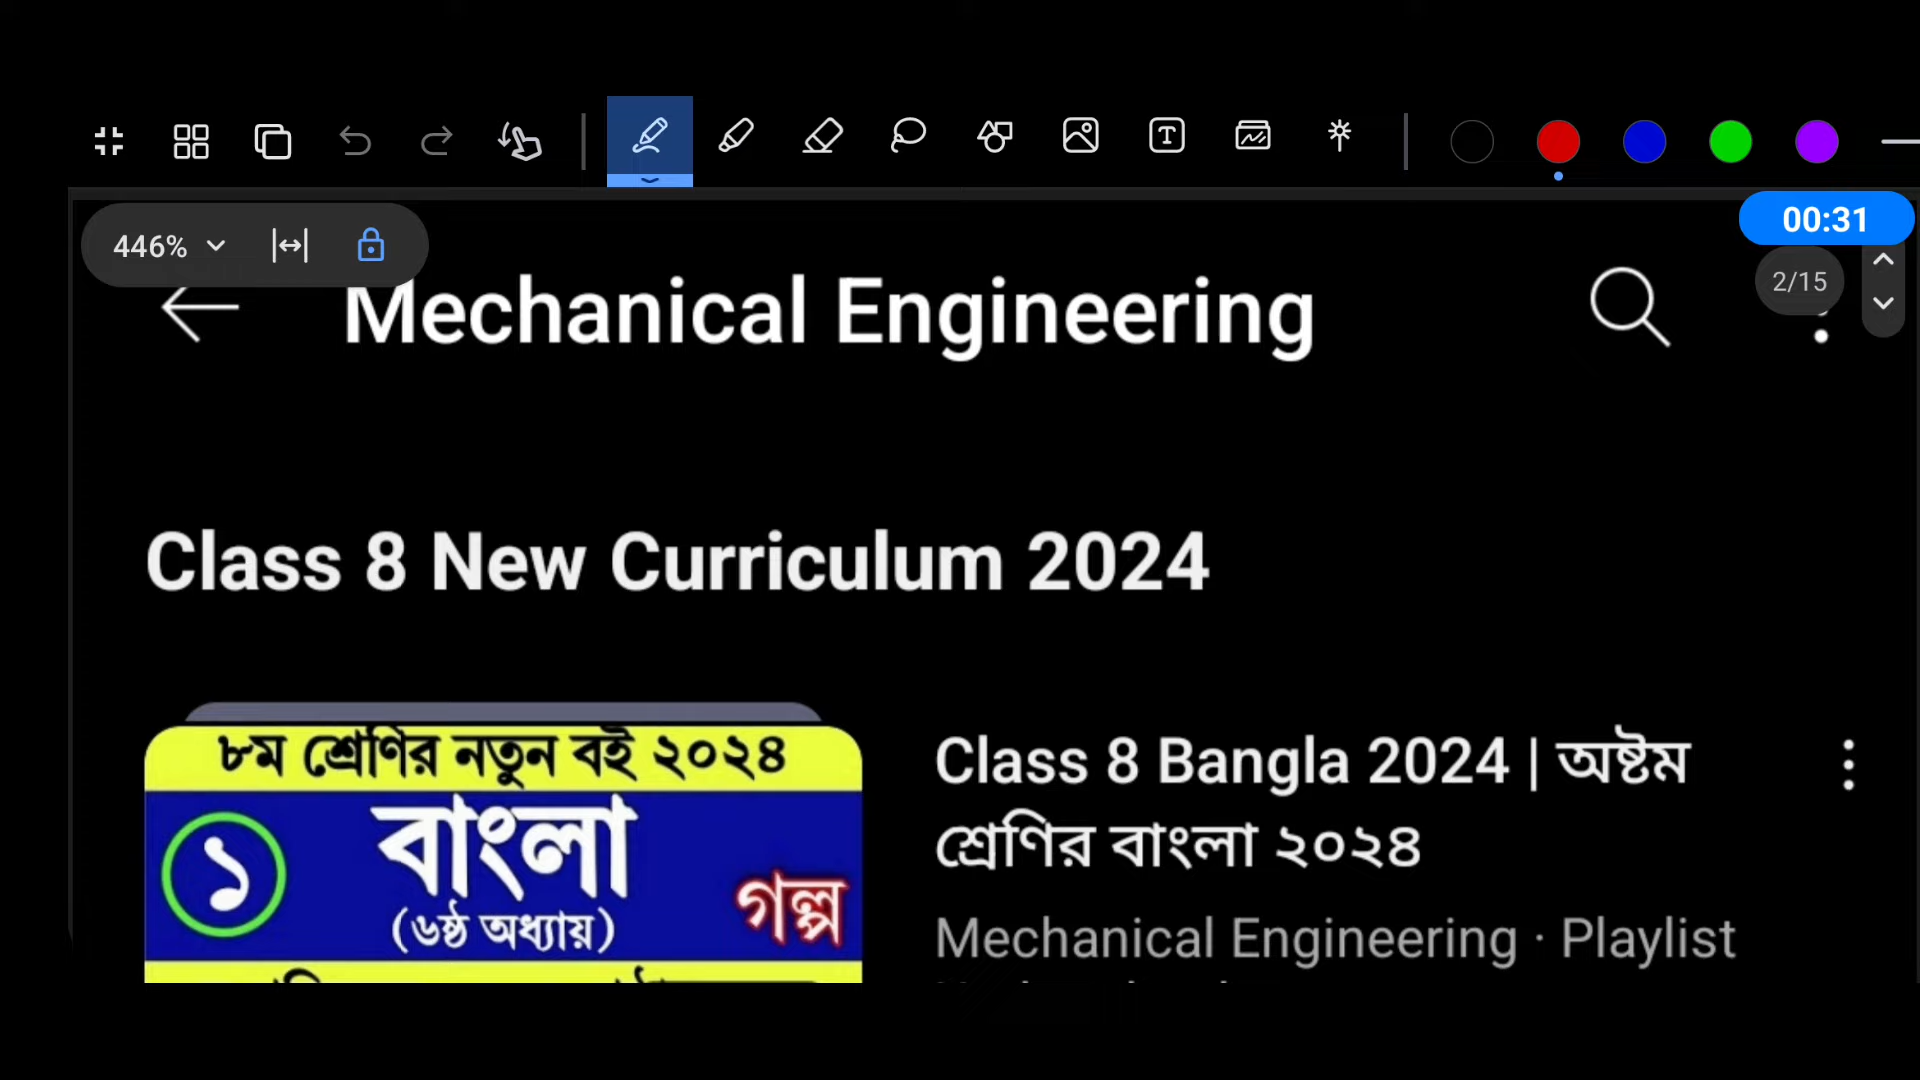 446%
00:31
2/15
Mechanical Engineering
Class 8 New Curriculum 2024
৮ম শ্রেণির নতুন বই ২০২৪
১
বাংলা
গল্প
(৬ষ্ঠ অধ্যায়)
Class 8 Bangla 2024 | অষ্টম
শ্রেণির বাংলা ২০২৪
Mechanical Engineering · Playlist